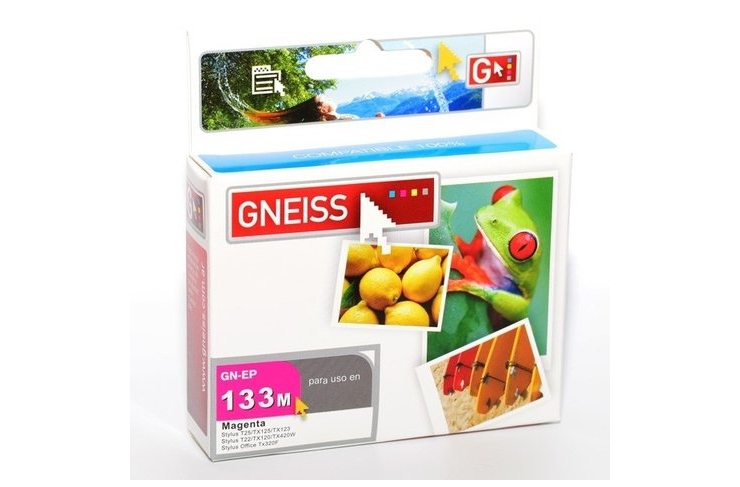 G
COMPATIBLE 100%
GNEISS
G
www.gneiss.com.ar
GN-EP
133M
para uso en
Magenta
Stylus T25/TX125/TX123
Stylus T22/TX120/TX420W
Stylus Office Tx320F